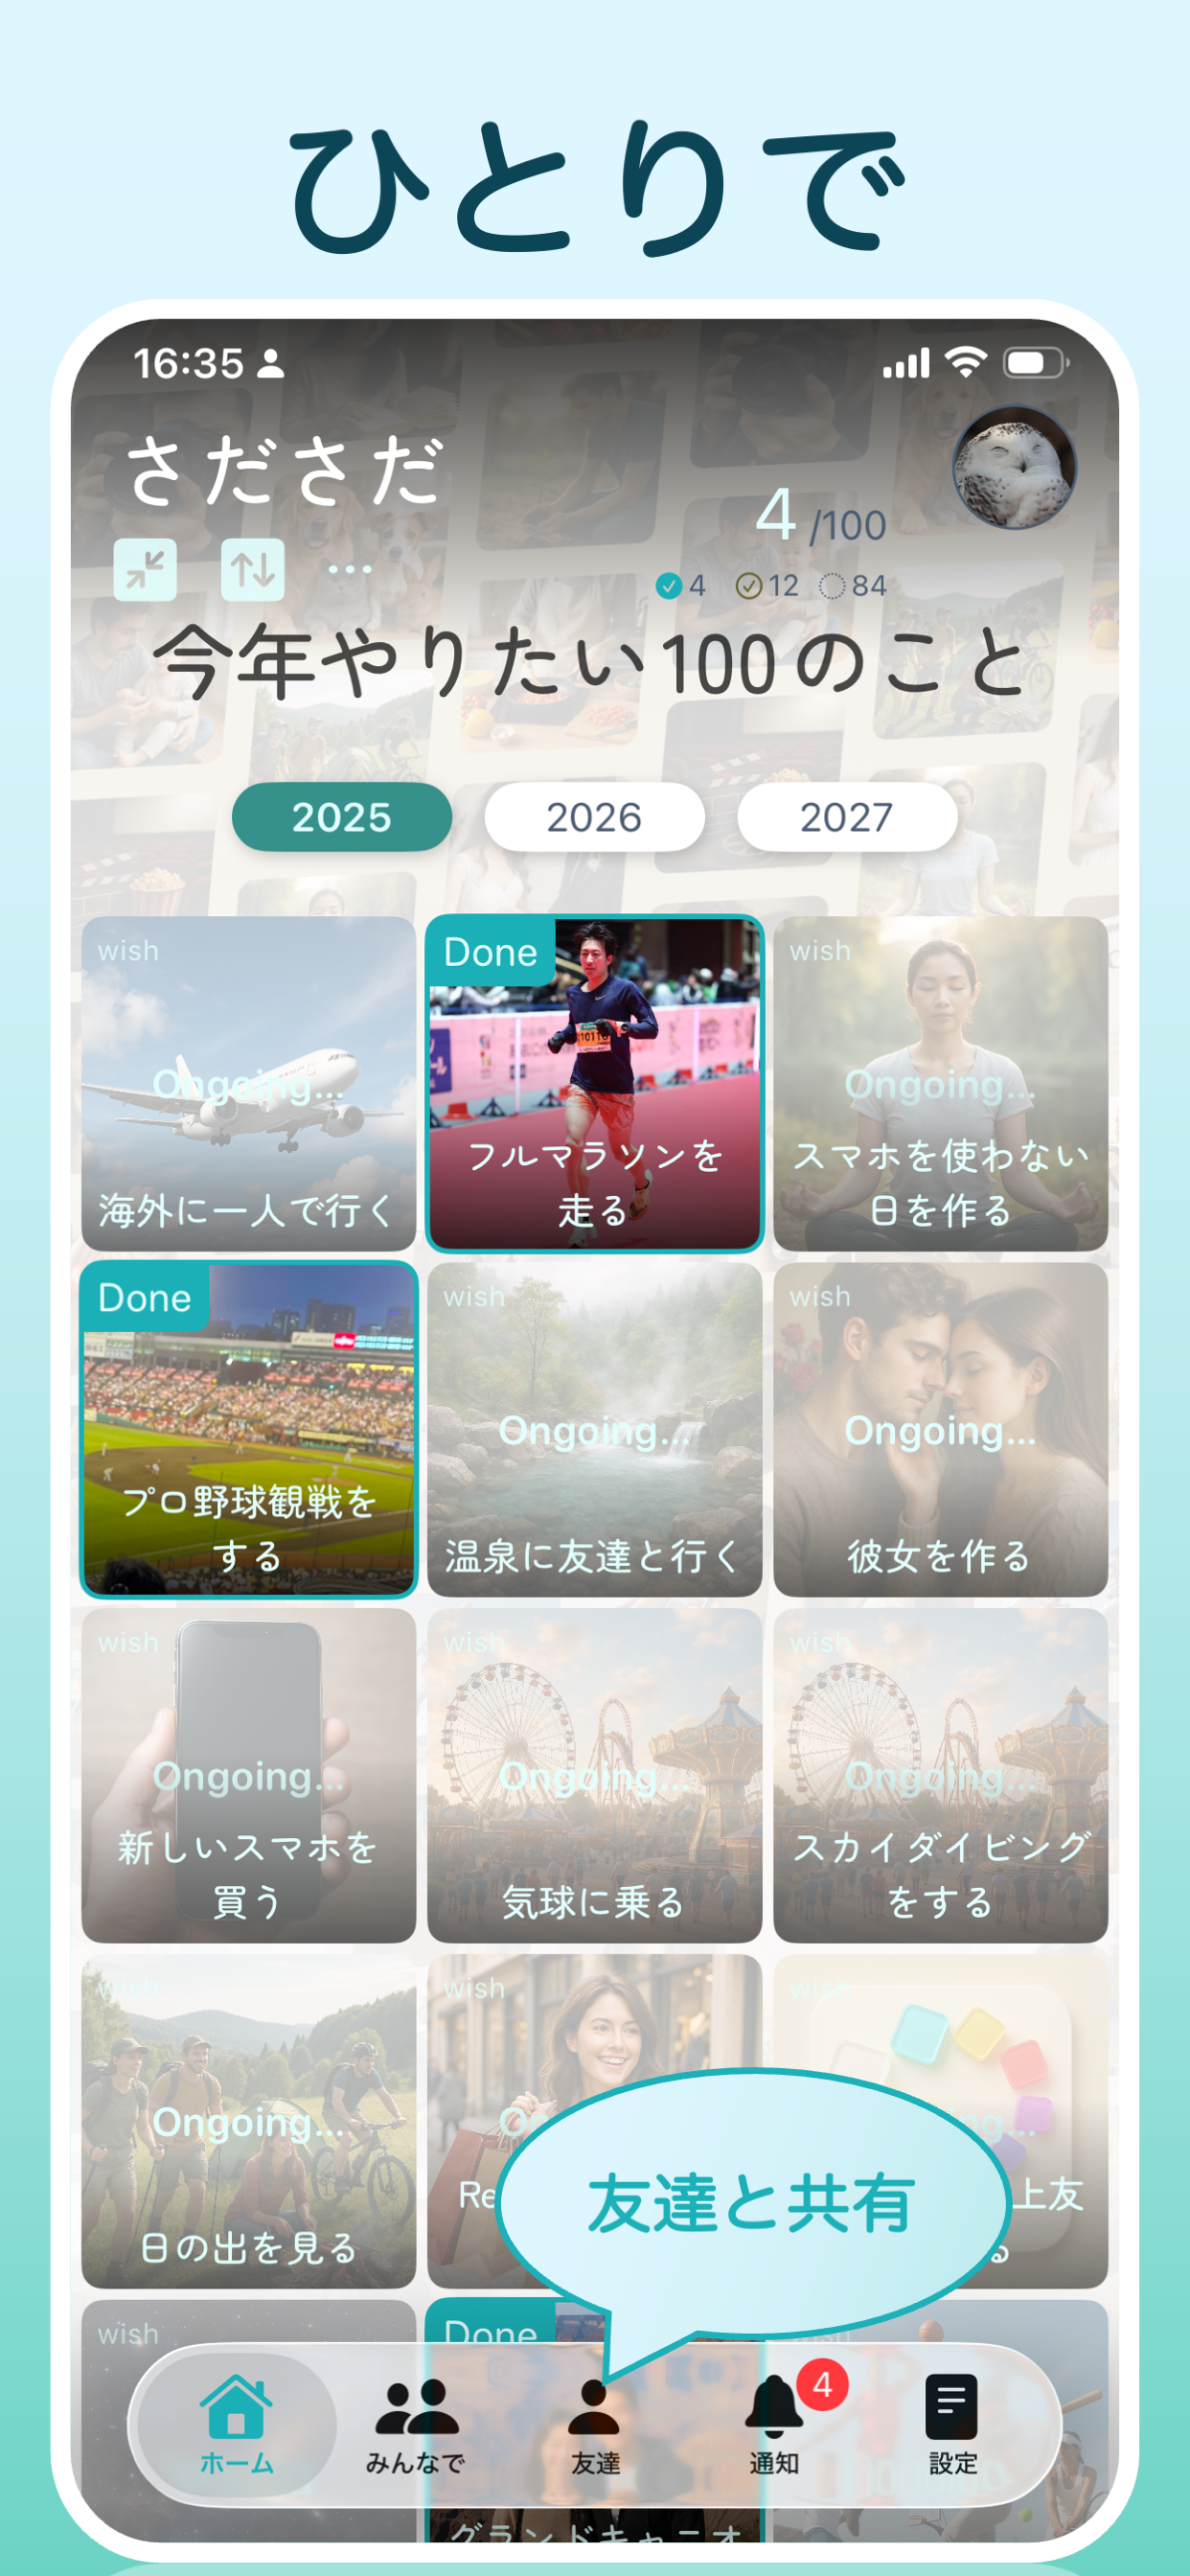 ひとりで
16:35
さださだ
4 /100
4 12 84
今年やりたい100のこと
2025 2026 2027
wish Done wish
Ongoing... Ongoing...
フルマラソンを スマホを使わない
海外に一人で行く 走る 日を作る
Done wish wish
Ongoing... Ongoing...
プロ野球観戦を
する 温泉に友達と行く 彼女を作る
wish wish wish
Ongoing... Ongoing... Ongoing...
新しいスマホを スカイダイビング
買う 気球に乗る をする
wish wish wish
Ongoing...
Re 上友
日の出を見る る
友達と共有
wish Done
4
ホーム みんなで 友達 通知 設定
グランドキャニオ